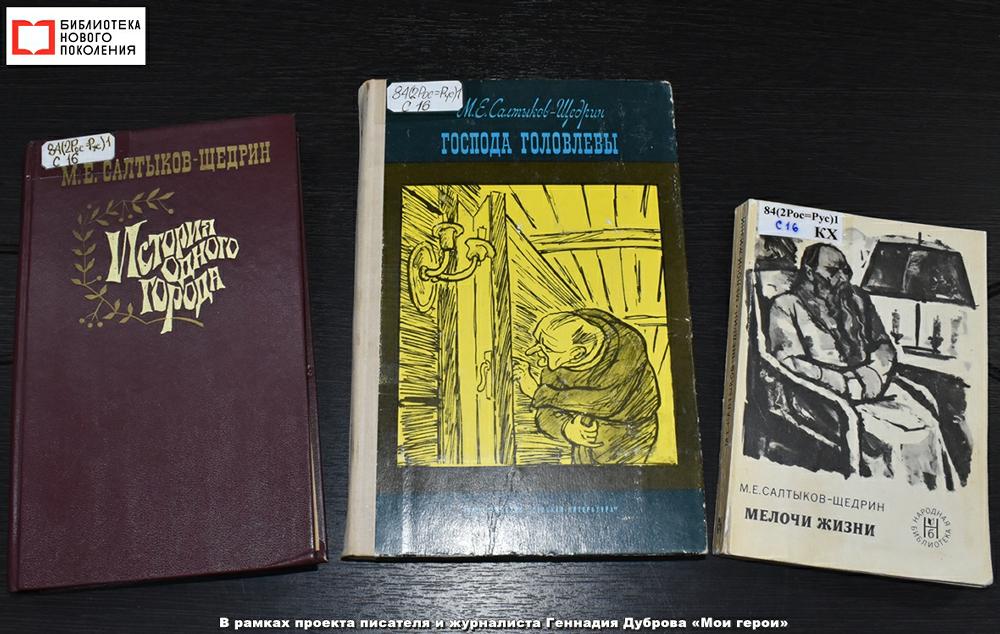 БИБЛИОТЕКА
НОВОГО
ПОКОЛЕНИЯ
84(2Рос=Рус)1
С 16
М.Е. САЛТЫКОВ-ЩЕДРИН
История
одного
города
84(2Рос=Рус)1
С 16
М.Е. Салтыков-Щедрин
ГОСПОДА ГОЛОВЛЕВЫ
84(2Рос=Рус)1
С 16
КХ
М.Е.САЛТЫКОВ-ЩЕДРИН
МЕЛОЧИ ЖИЗНИ
НАРОДНАЯ
БИБЛИОТЕКА
В рамках проекта писателя и журналиста Геннадия Дуброва «Мои герои»